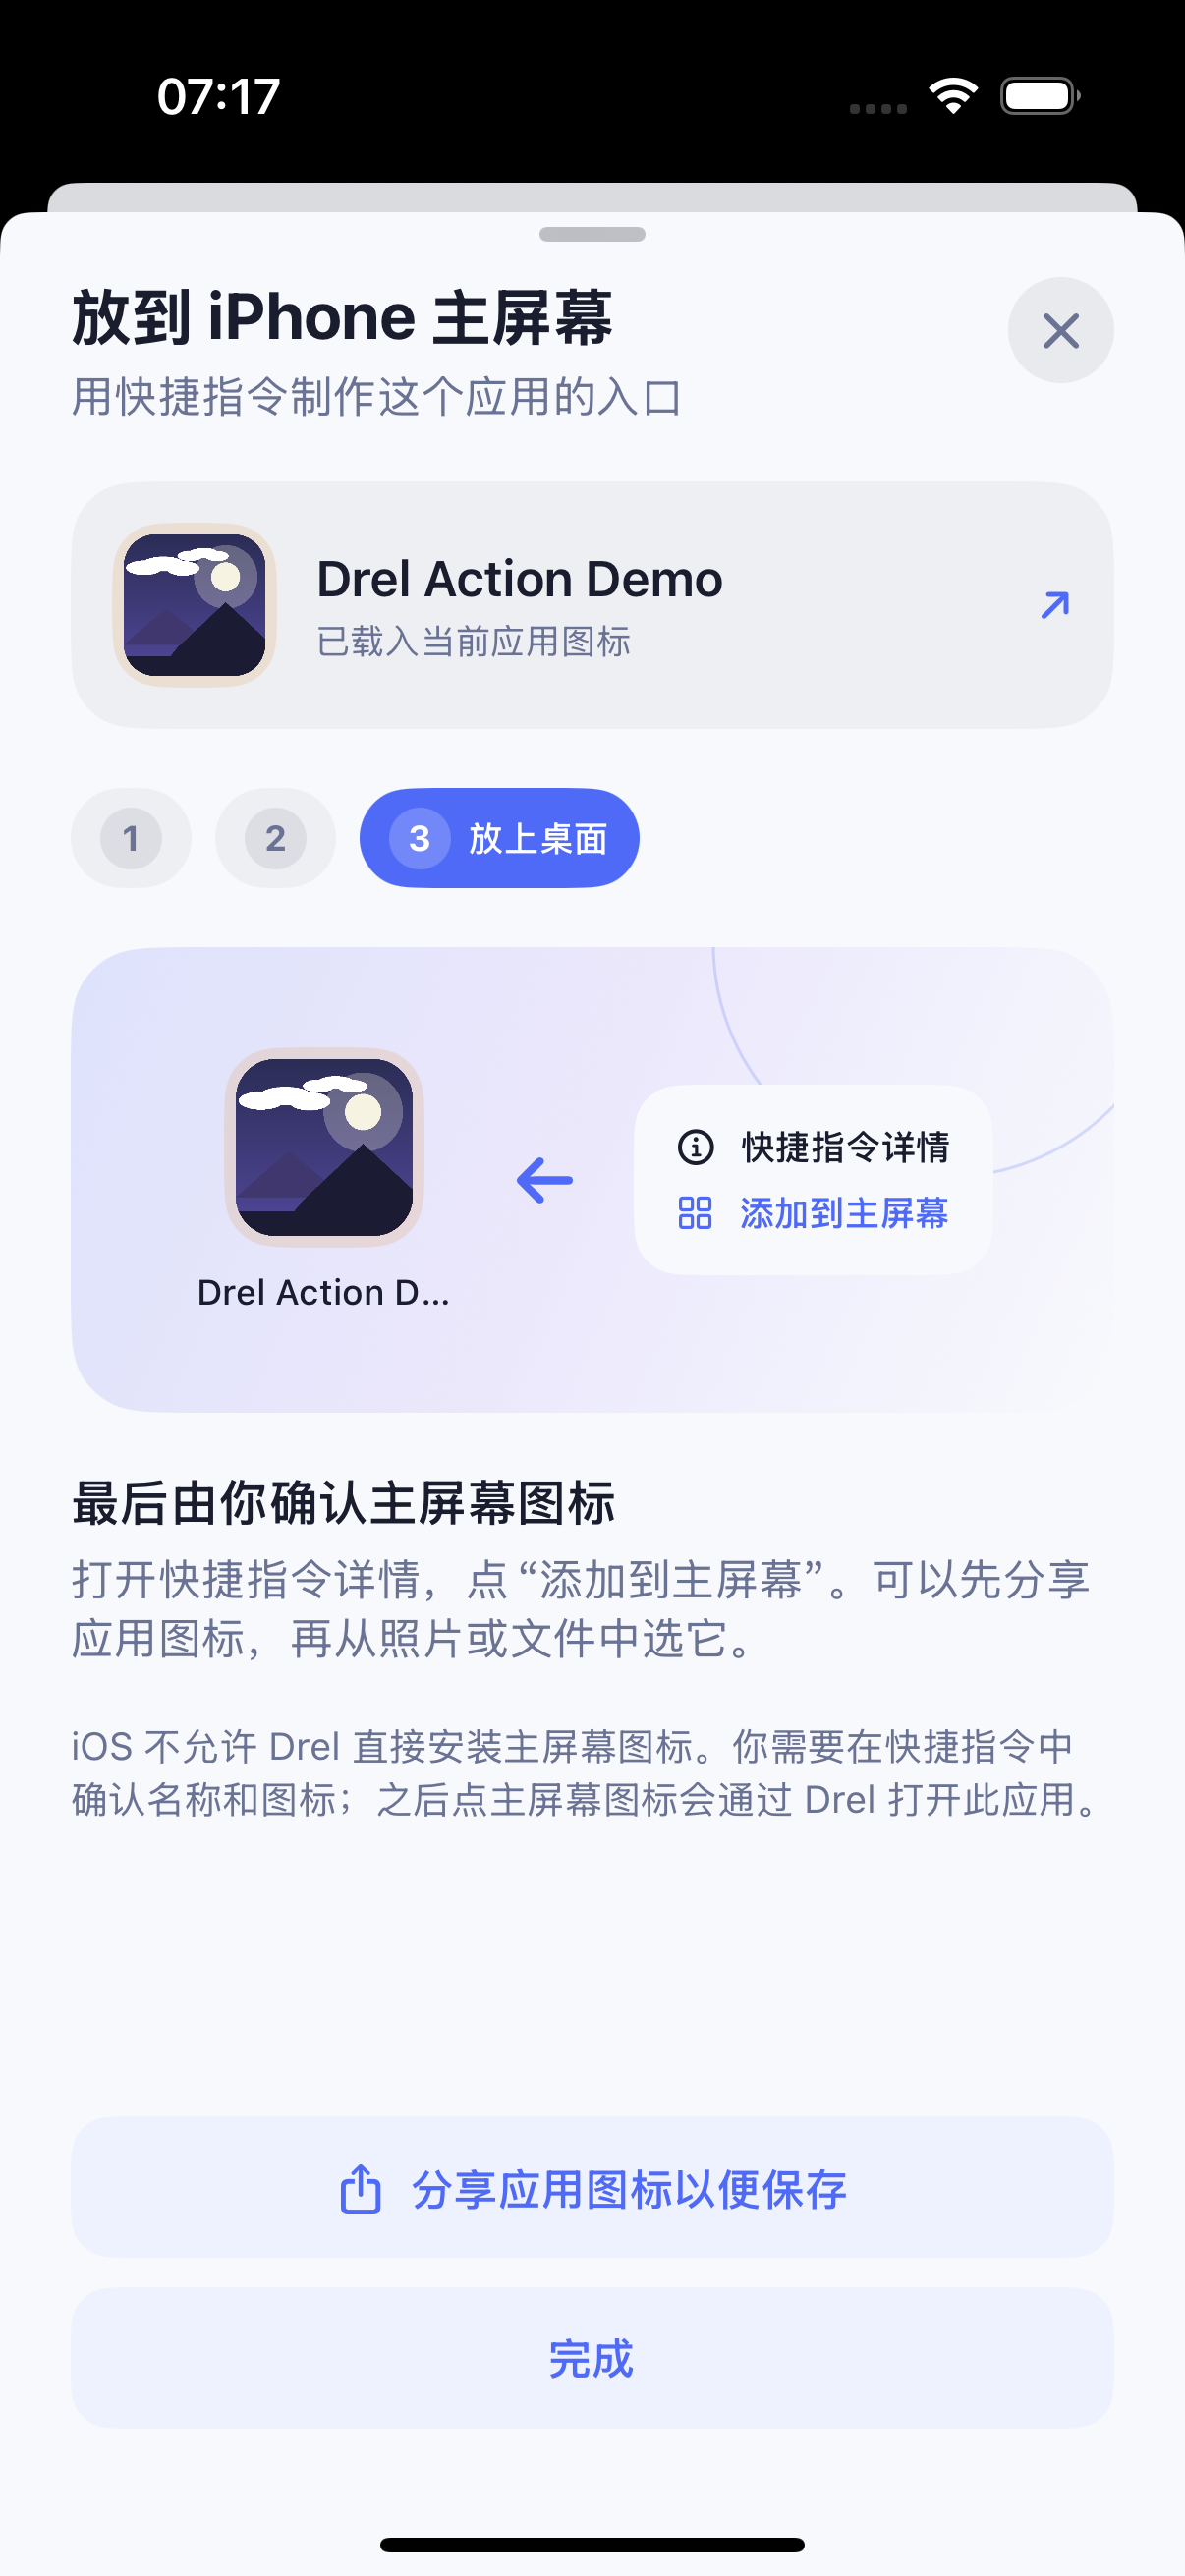 07:17
放到 iPhone 主屏幕
用快捷指令制作这个应用的入口
Drel Action Demo
已载入当前应用图标
1
2
3 放上桌面
快捷指令详情
添加到主屏幕
Drel Action D...
最后由你确认主屏幕图标
打开快捷指令详情，点 “添加到主屏幕”。可以先分享
应用图标，再从照片或文件中选它。
iOS 不允许 Drel 直接安装主屏幕图标。你需要在快捷指令中
确认名称和图标；之后点主屏幕图标会通过 Drel 打开此应用。
分享应用图标以便保存
完成